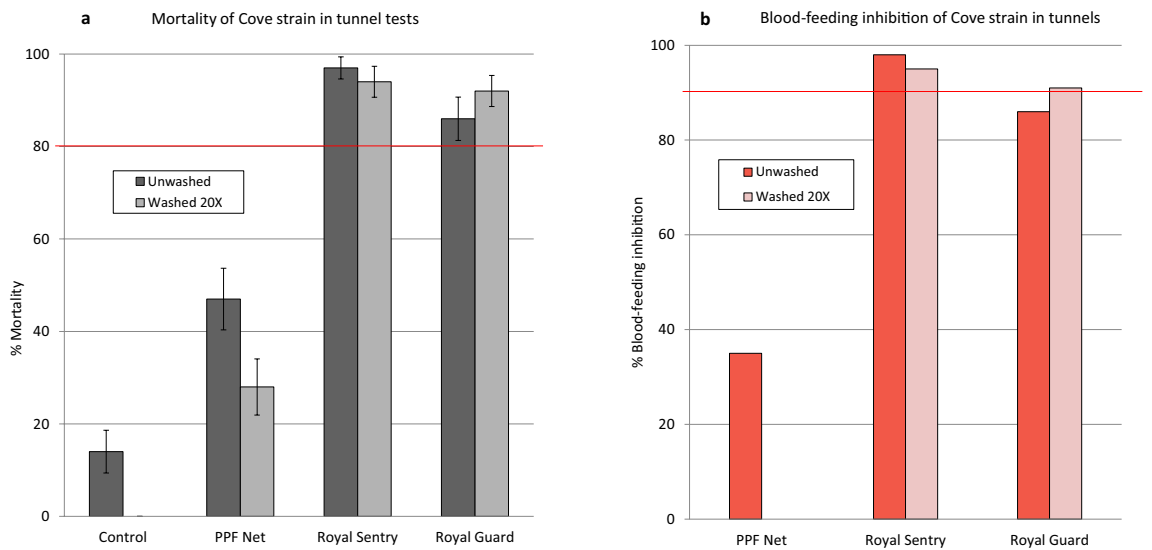 a Mortality of Cove strain in tunnel tests
100
80
60
40
20
0
% Mortality
Unwashed
Washed 20X
Control PPF Net Royal Sentry Royal Guard
b Blood-feeding inhibition of Cove strain in tunnels
100
80
60
40
20
0
% Blood-feeding inhibition
Unwashed
Washed 20X
PPF Net Royal Sentry Royal Guard